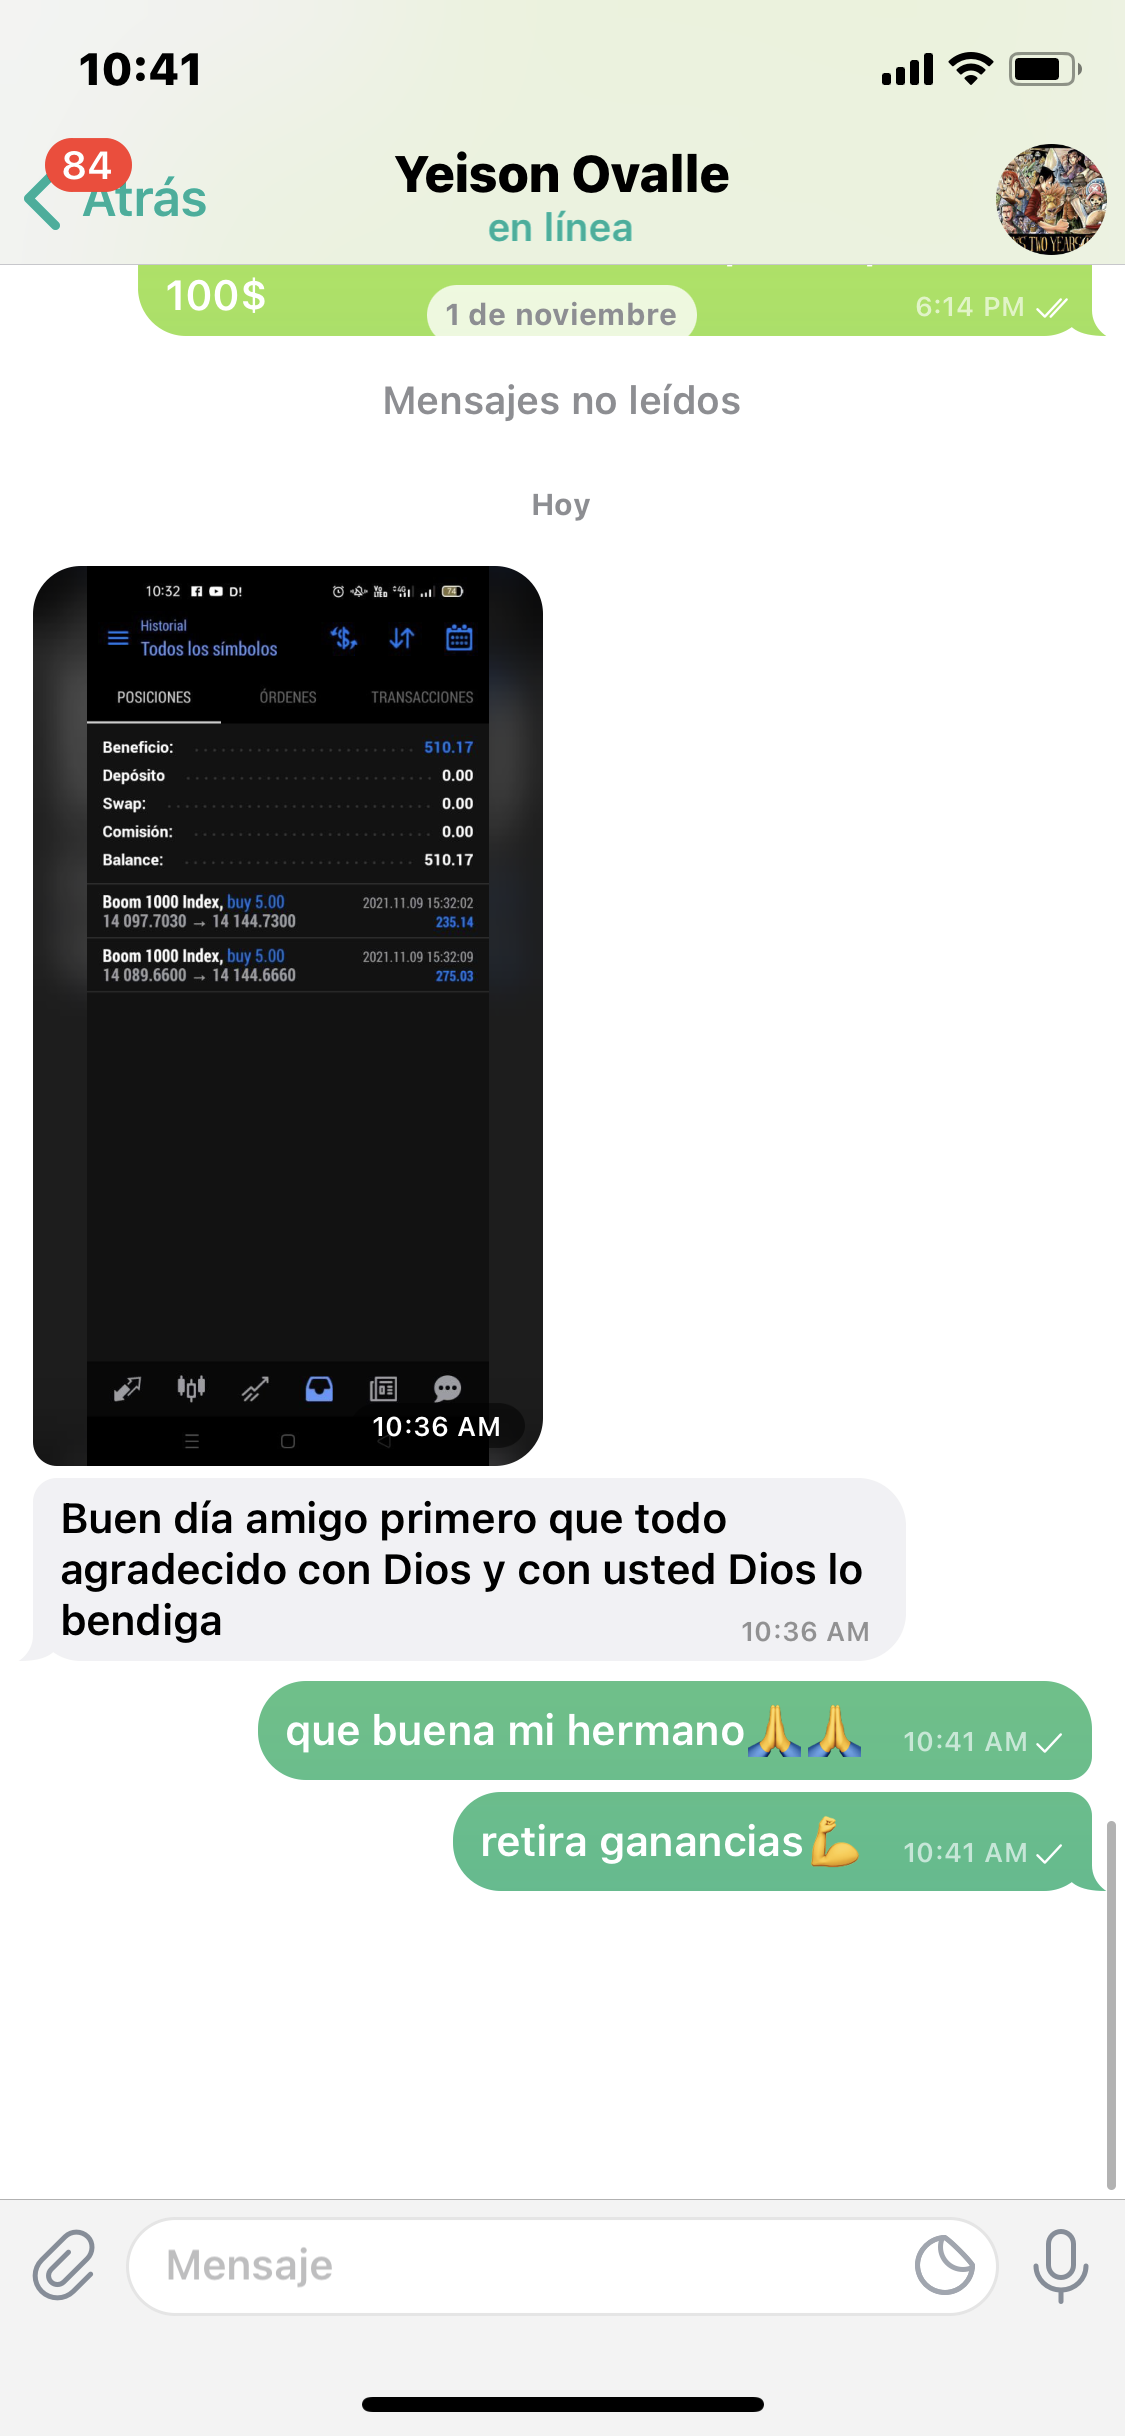 10:41
84
Atrás
Yeison Ovalle
en línea
100$
6:14 PM
1 de noviembre
Mensajes no leídos
Hoy
10:32 D!
74
Historial
Todos los símbolos
POSICIONES ÓRDENES TRANSACCIONES
Beneficio: 510.17
Depósito 0.00
Swap: 0.00
Comisión: 0.00
Balance: 510.17
Boom 1000 Index, buy 5.00 2021.11.09 15:32:02
14 097.7030 → 14 144.7300 235.14
Boom 1000 Index, buy 5.00 2021.11.09 15:32:09
14 089.6600 → 14 144.6660 275.03
10:36 AM
Buen día amigo primero que todo
agradecido con Dios y con usted Dios lo
bendiga
10:36 AM
que buena mi hermano🙏🙏 10:41 AM
retira ganancias💪 10:41 AM
Mensaje